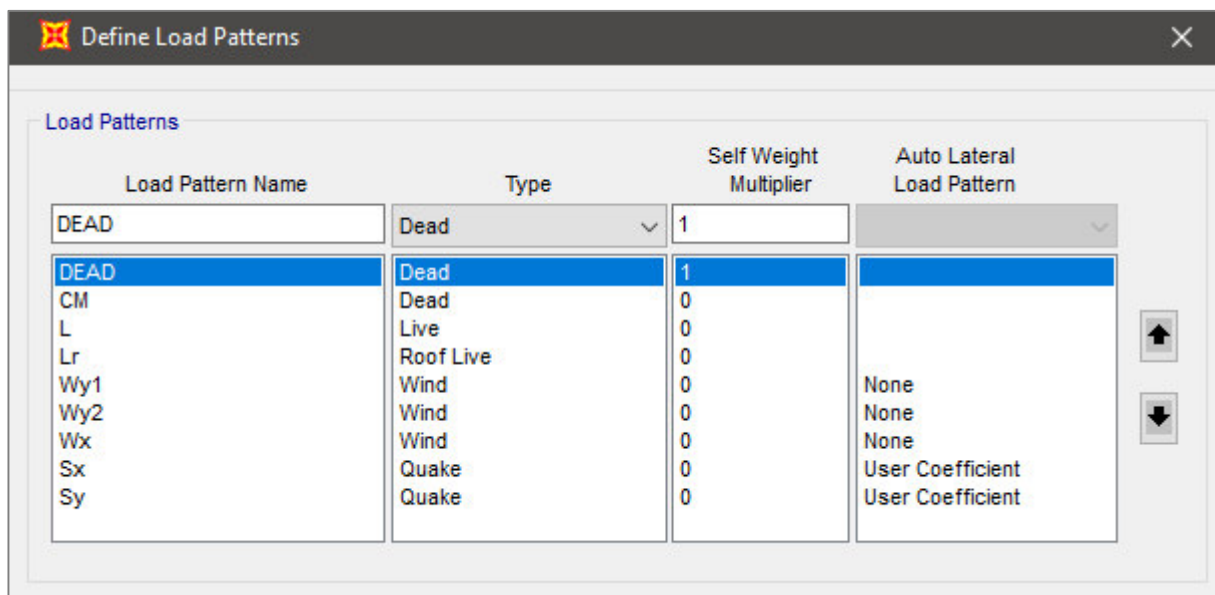 Define Load Patterns
Load Patterns
Self Weight Auto Lateral
Load Pattern Name Type Multiplier Load Pattern
DEAD Dead 1
DEAD Dead 1
CM Dead 0
L Live 0
Lr Roof Live 0
Wy1 Wind 0 None
Wy2 Wind 0 None
Wx Wind 0 None
Sx Quake 0 User Coefficient
Sy Quake 0 User Coefficient